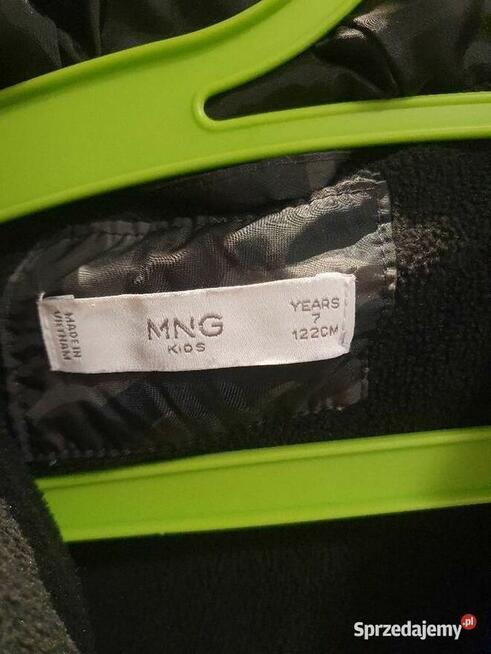 MADE IN
VIETNAM
MNG
KIDS
YEARS
7
122CM
Sprzedajemy.pl